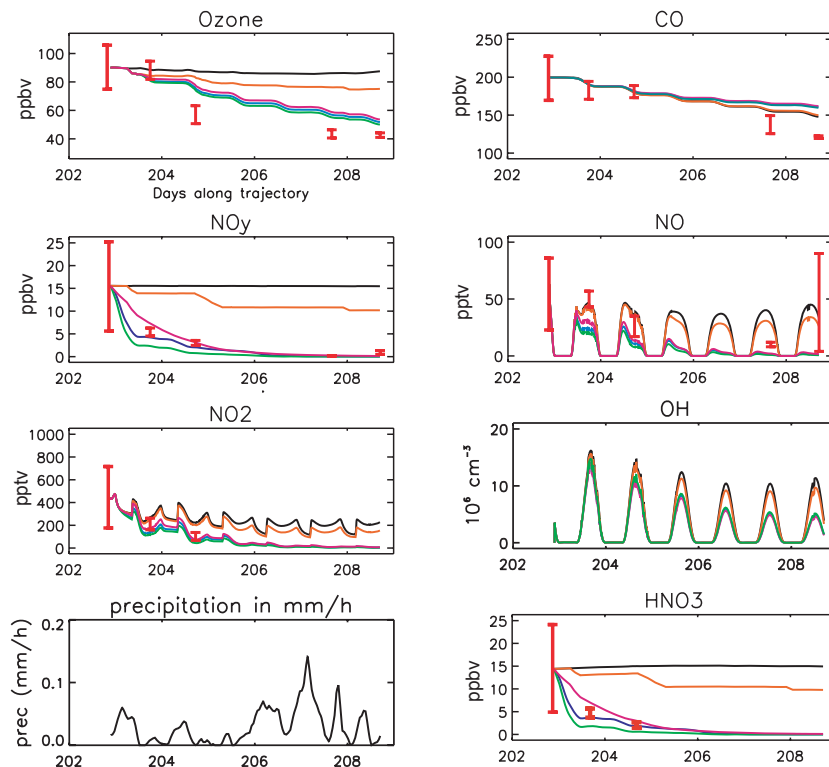 Ozone
ppbv
100
80
60
40
202 204 206 208
Days along trajectory
CO
ppbv
250
200
150
100
202 204 206 208
NOy
ppbv
25
20
15
10
5
0
202 204 206 208
NO
pptv
100
50
0
202 204 206 208
NO2
pptv
1000
800
600
400
200
0
202 204 206 208
OH
10⁶ cm⁻³
20
10
0
202 204 206 208
precipitation in mm/h
prec (mm/h)
0.2
0.1
0.0
202 204 206 208
HNO3
ppbv
25
20
15
10
5
0
202 204 206 208